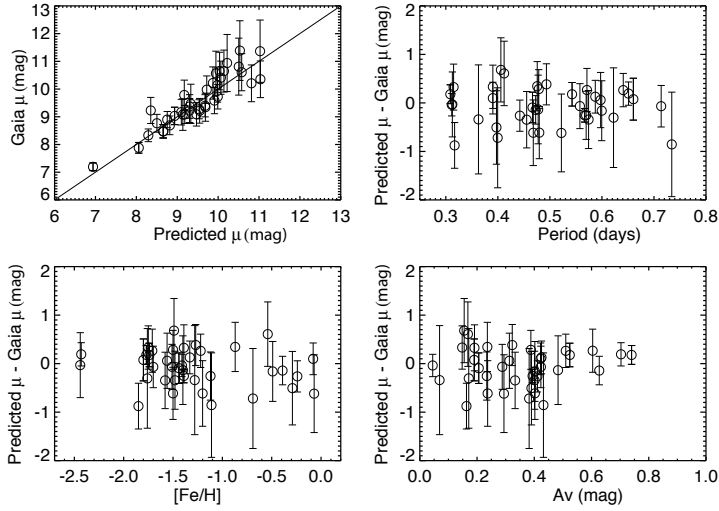 Gaia μ (mag)
13
12
11
10
9
8
7
6
6 7 8 9 10 11 12 13
Predicted μ (mag)
Predicted μ - Gaia μ (mag)
2
1
0
-1
-2
0.3 0.4 0.5 0.6 0.7 0.8
Period (days)
Predicted μ - Gaia μ (mag)
2
1
0
-1
-2
-2.5 -2.0 -1.5 -1.0 -0.5 0.0
[Fe/H]
Predicted μ - Gaia μ (mag)
2
1
0
-1
-2
0.0 0.2 0.4 0.6 0.8 1.0
Av (mag)